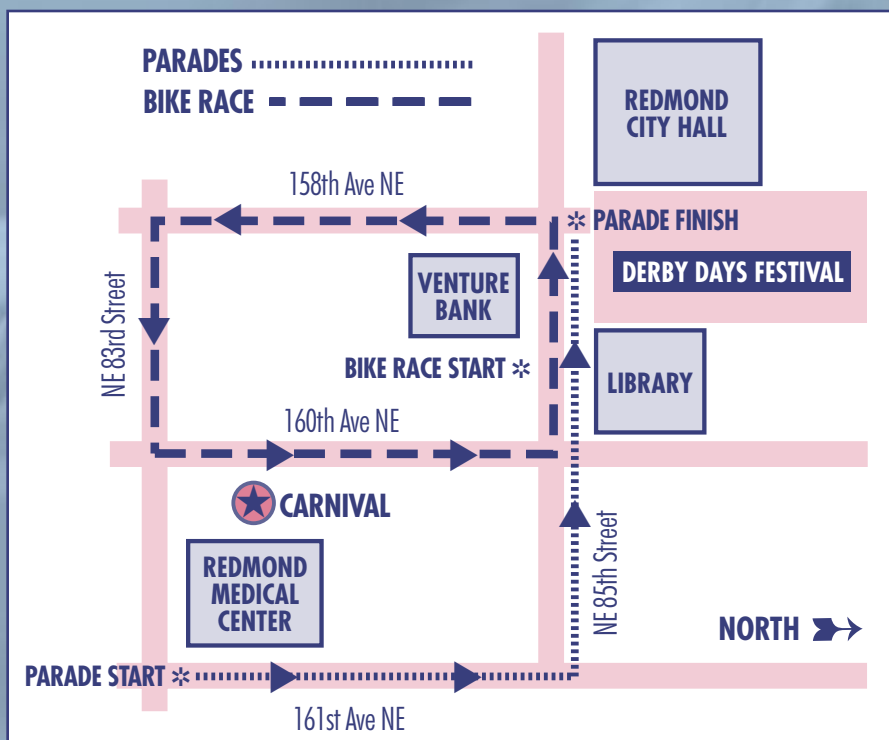 PARADES
BIKE RACE
REDMOND
CITY HALL
158th Ave NE
PARADE FINISH
DERBY DAYS FESTIVAL
VENTURE
BANK
NE 83rd Street
BIKE RACE START
LIBRARY
160th Ave NE
CARNIVAL
REDMOND
MEDICAL
CENTER
NE 85th Street
NORTH
PARADE START
161st Ave NE